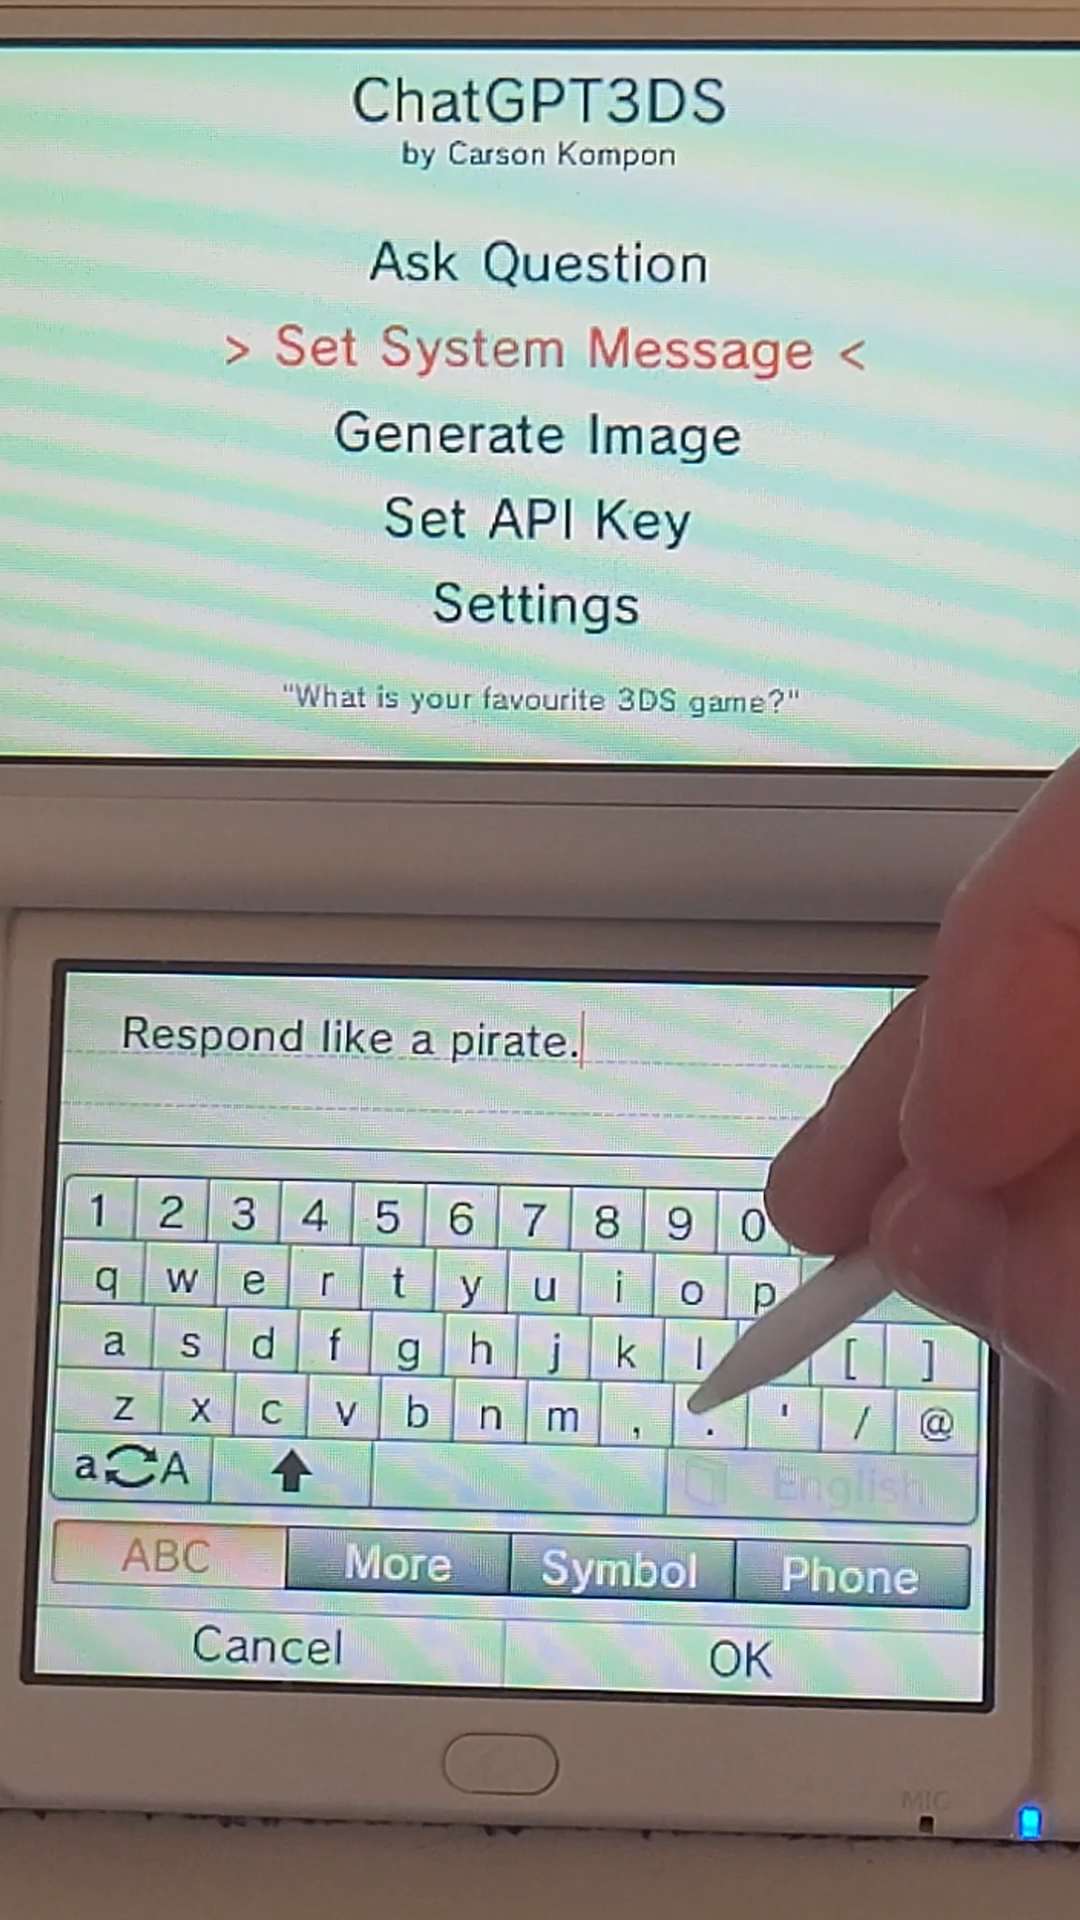 ChatGPT3DS
by Carson Kompon
Ask Question
> Set System Message <
Generate Image
Set API Key
Settings
"What is your favourite 3DS game?"
Respond like a pirate.
1 2 3 4 5 6 7 8 9 0
q w e r t y u i o p
a s d f g h j k l [ ]
z x c v b n m , . ' / @
a A English
ABC More Symbol Phone
Cancel OK
MIC